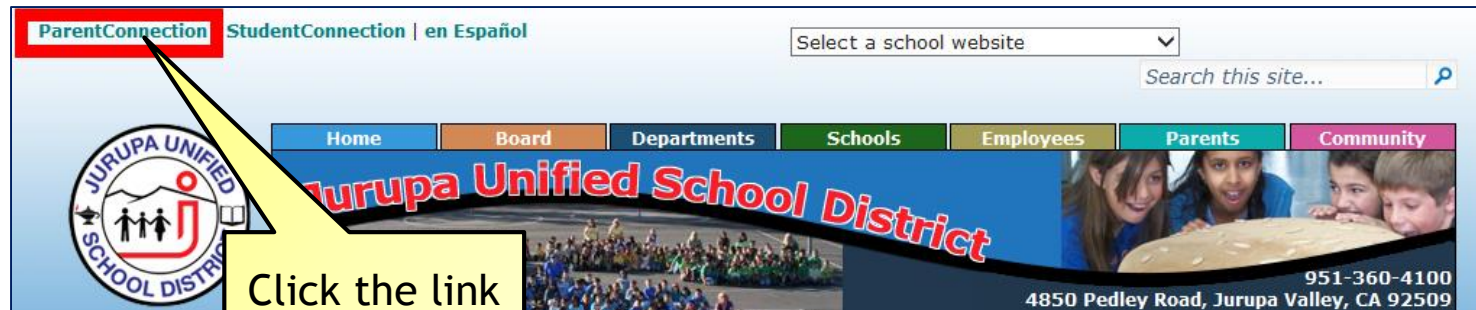 ParentConnection StudentConnection | en Español
Select a school website
Search this site...
Home Board Departments Schools Employees Parents Community
JURUPA UNIFIED
SCHOOL
Jurupa Unified School District
Click the link
951-360-4100
4850 Pedley Road, Jurupa Valley, CA 92509